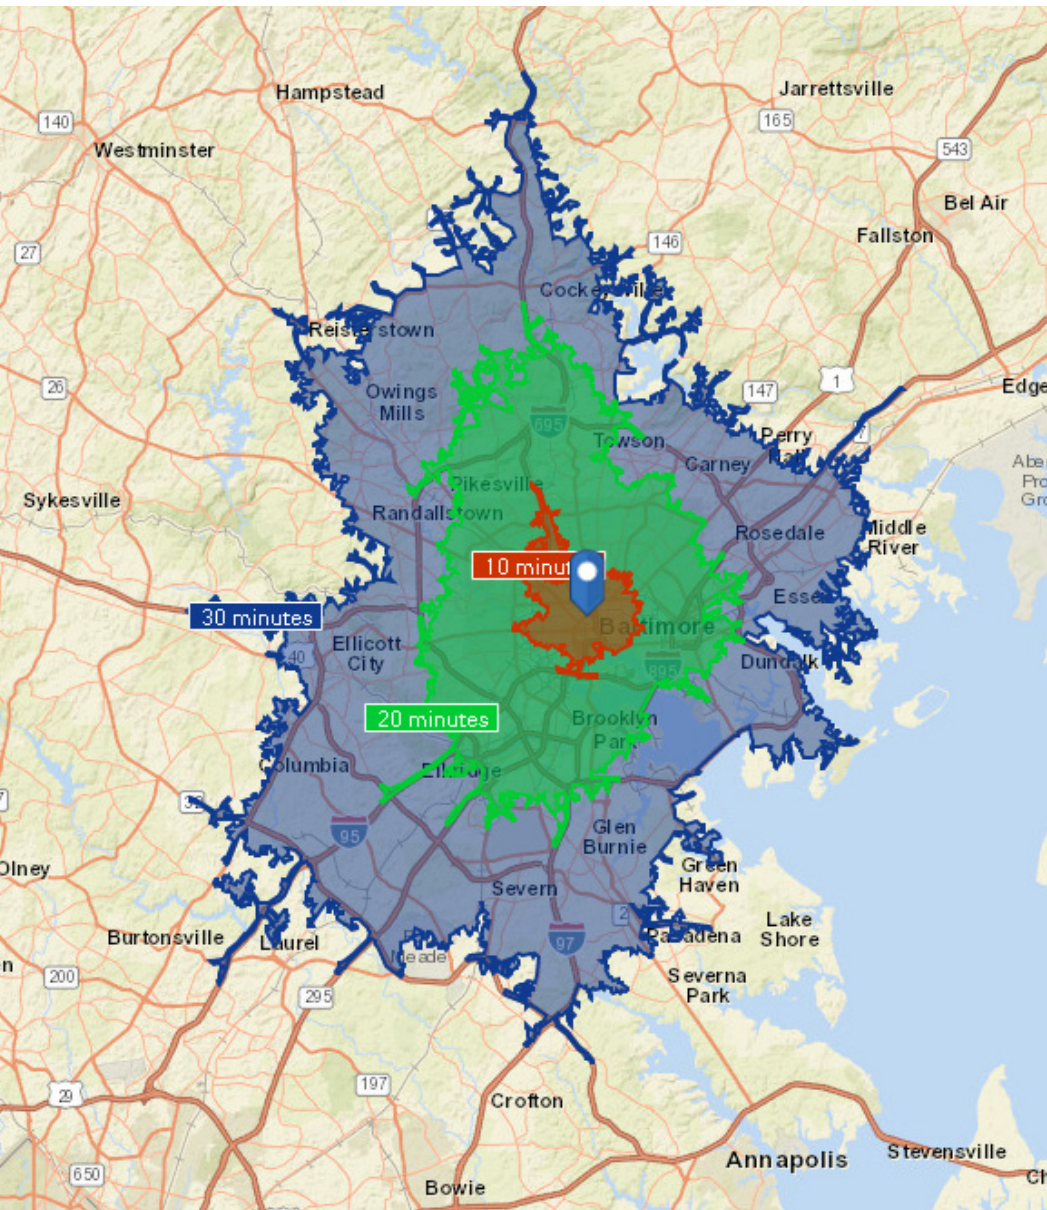 Hampstead
Jarrettsville
140
165
Westminster
543
Bel Air
Fallston
27
146
Reisterstown
26
1
147
Owings
Mills
695
Towson
Perry
7
Carney
Pikesville
Sykesville
Randallstown
Rosedale
Middle
River
10 minut
30 minutes
Baltimore
Ellicott
City
40
895
Dundalk
20 minutes
Brooklyn
Park
Columbia
Elkridge
95
Glen
Burnie
Olney
Severn
Green
Haven
Burtonsville
Laurel
97
Pasadena
Lake
Shore
Meade
200
295
Severna
Park
29
197
Crofton
Annapolis
Stevensville
650
Bowie